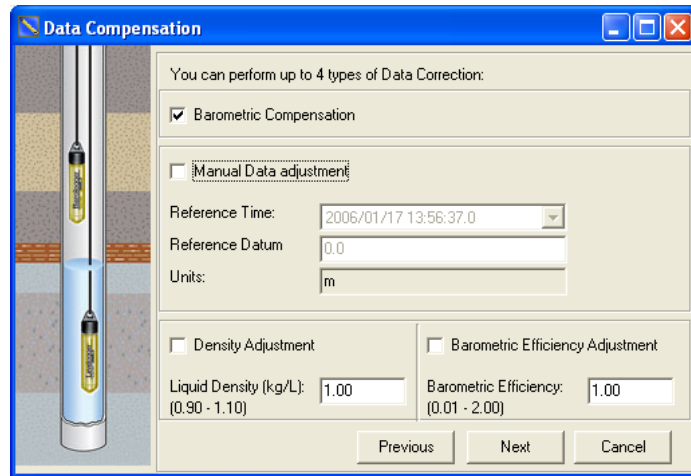 Data Compensation
You can perform up to 4 types of Data Correction:
Barometric Compensation
Manual Data adjustment
Reference Time:
2006/01/17 13:56:37.0
Reference Datum
0.0
Units:
m
Density Adjustment
Liquid Density (kg/L):
1.00
(0.90 - 1.10)
Barometric Efficiency Adjustment
Barometric Efficiency:
1.00
(0.01 - 2.00)
Previous
Next
Cancel